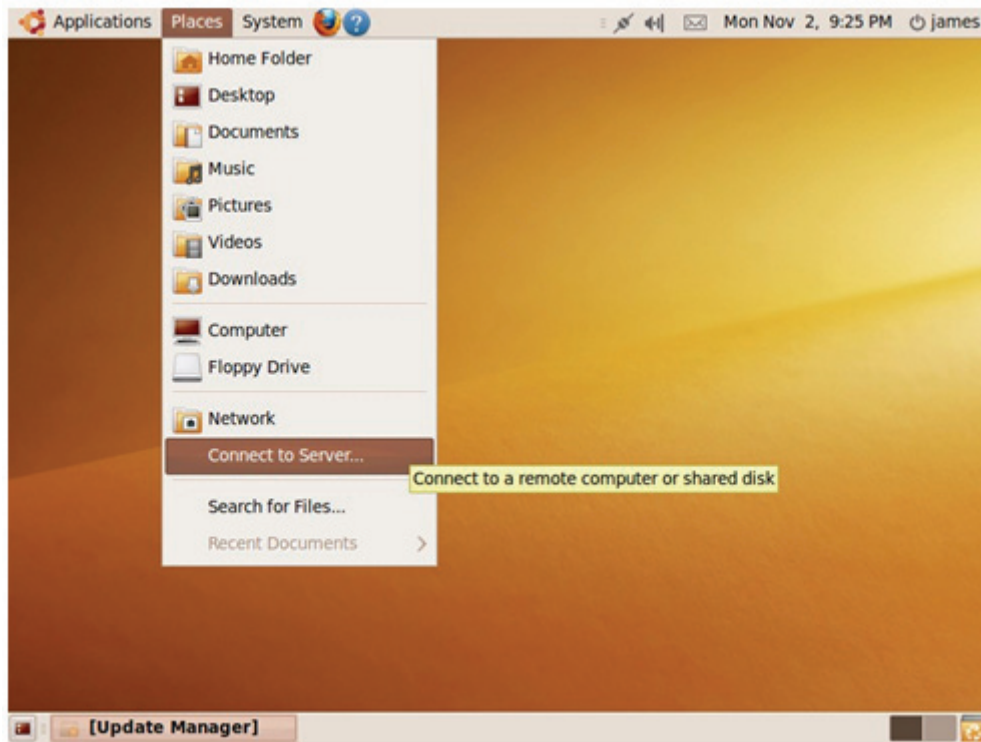 Applications Places System Mon Nov 2, 9:25 PM james
Home Folder
Desktop
Documents
Music
Pictures
Videos
Downloads
Computer
Floppy Drive
Network
Connect to Server...
Connect to a remote computer or shared disk
Search for Files...
Recent Documents
[Update Manager]